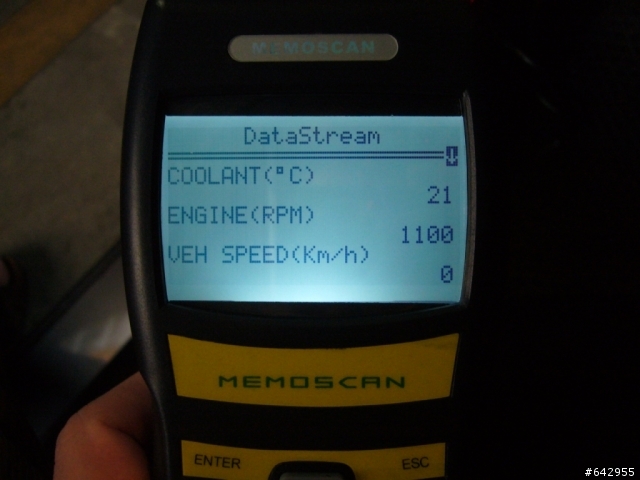 MEMOSCAN
DataStream
COOLANT(°C)
21
ENGINE(RPM)
1100
VEH SPEED(Km/h)
0
MEMOSCAN
ENTER
ESC
#642955